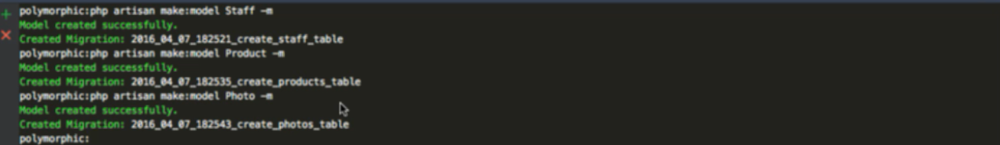 polymorphic:php artisan make:model Staff -m
Model created successfully.
Created Migration: 2016_04_07_182521_create_staff_table
polymorphic:php artisan make:model Product -m
Model created successfully.
Created Migration: 2016_04_07_182535_create_products_table
polymorphic:php artisan make:model Photo -m
Model created successfully.
Created Migration: 2016_04_07_182543_create_photos_table
polymorphic: